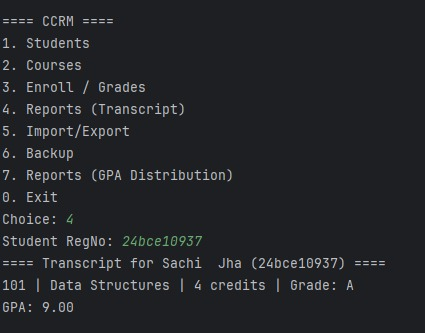 ==== CCRM ====
1. Students
2. Courses
3. Enroll / Grades
4. Reports (Transcript)
5. Import/Export
6. Backup
7. Reports (GPA Distribution)
0. Exit
Choice: 4
Student RegNo: 24bce10937
==== Transcript for Sachi  Jha (24bce10937) ====
101 | Data Structures | 4 credits | Grade: A
GPA: 9.00